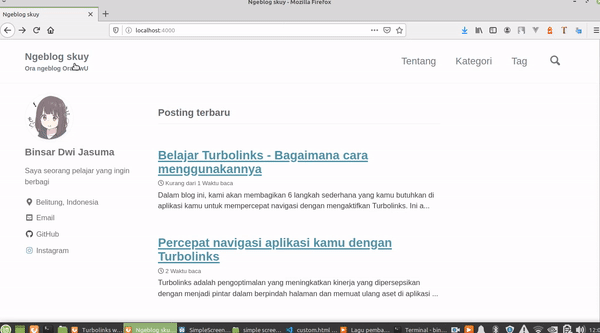 Ngeblog skuy - Mozilla Firefox
Ngeblog skuy
localhost:4000
Ngeblog skuy
Ora ngeblog Ora
Tentang
Kategori
Tag
Binsar Dwi Jasuma
Saya seorang pelajar yang ingin
berbagi
Belitung, Indonesia
Email
GitHub
Instagram
Posting terbaru
Belajar Turbolinks - Bagaimana cara
menggunakannya
Kurang dari 1 Waktu baca
Dalam blog ini, kami akan membagikan 6 langkah sederhana yang kamu butuhkan di
aplikasi kamu untuk mempercepat navigasi dengan mengaktifkan Turbolinks. Ini a...
Percepat navigasi aplikasi kamu dengan
Turbolinks
2 Waktu baca
Turbolinks adalah pengoptimalan yang meningkatkan kinerja yang dipersepsikan
dengan menjadi pintar dalam berpindah halaman dan memuat ulang aset di aplikasi ...
Turbolinks w...
Ngeblog sku...
SimpleScreen...
simple scree...
custom.html ...
Lagu pemba...
Terminal - bin...